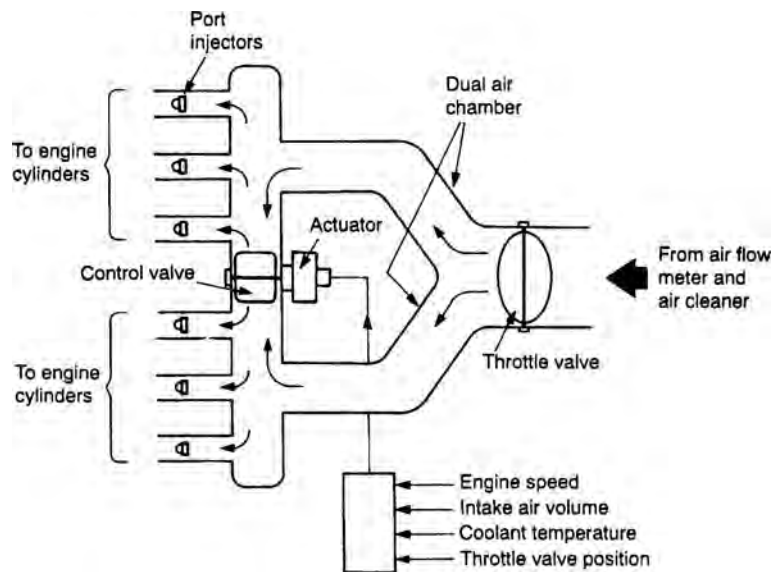 Port
injectors
Dual air
chamber
To engine
cylinders
Actuator
Control valve
From air flow
meter and
air cleaner
Throttle valve
To engine
cylinders
Engine speed
Intake air volume
Coolant temperature
Throttle valve position